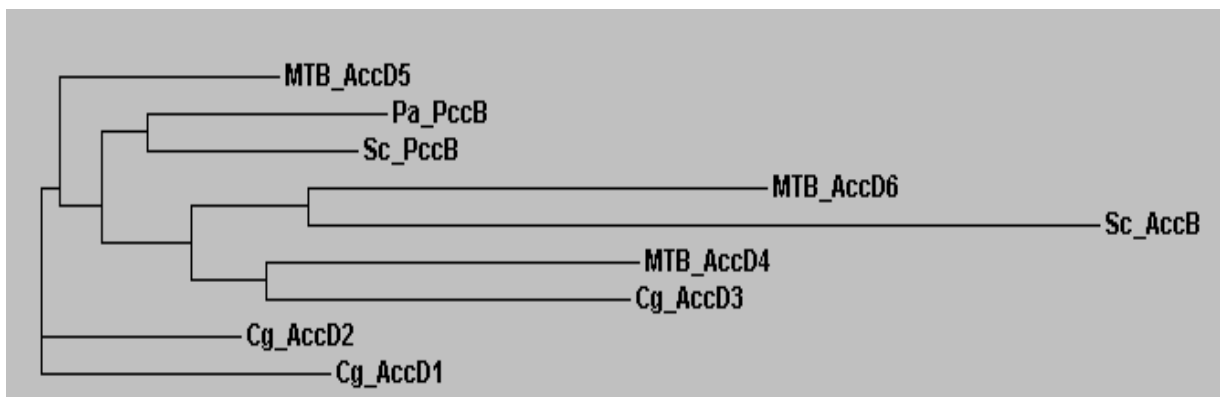 MTB_AccD5
Pa_PccB
Sc_PccB
MTB_AccD6
Sc_AccB
MTB_AccD4
Cg_AccD3
Cg_AccD2
Cg_AccD1